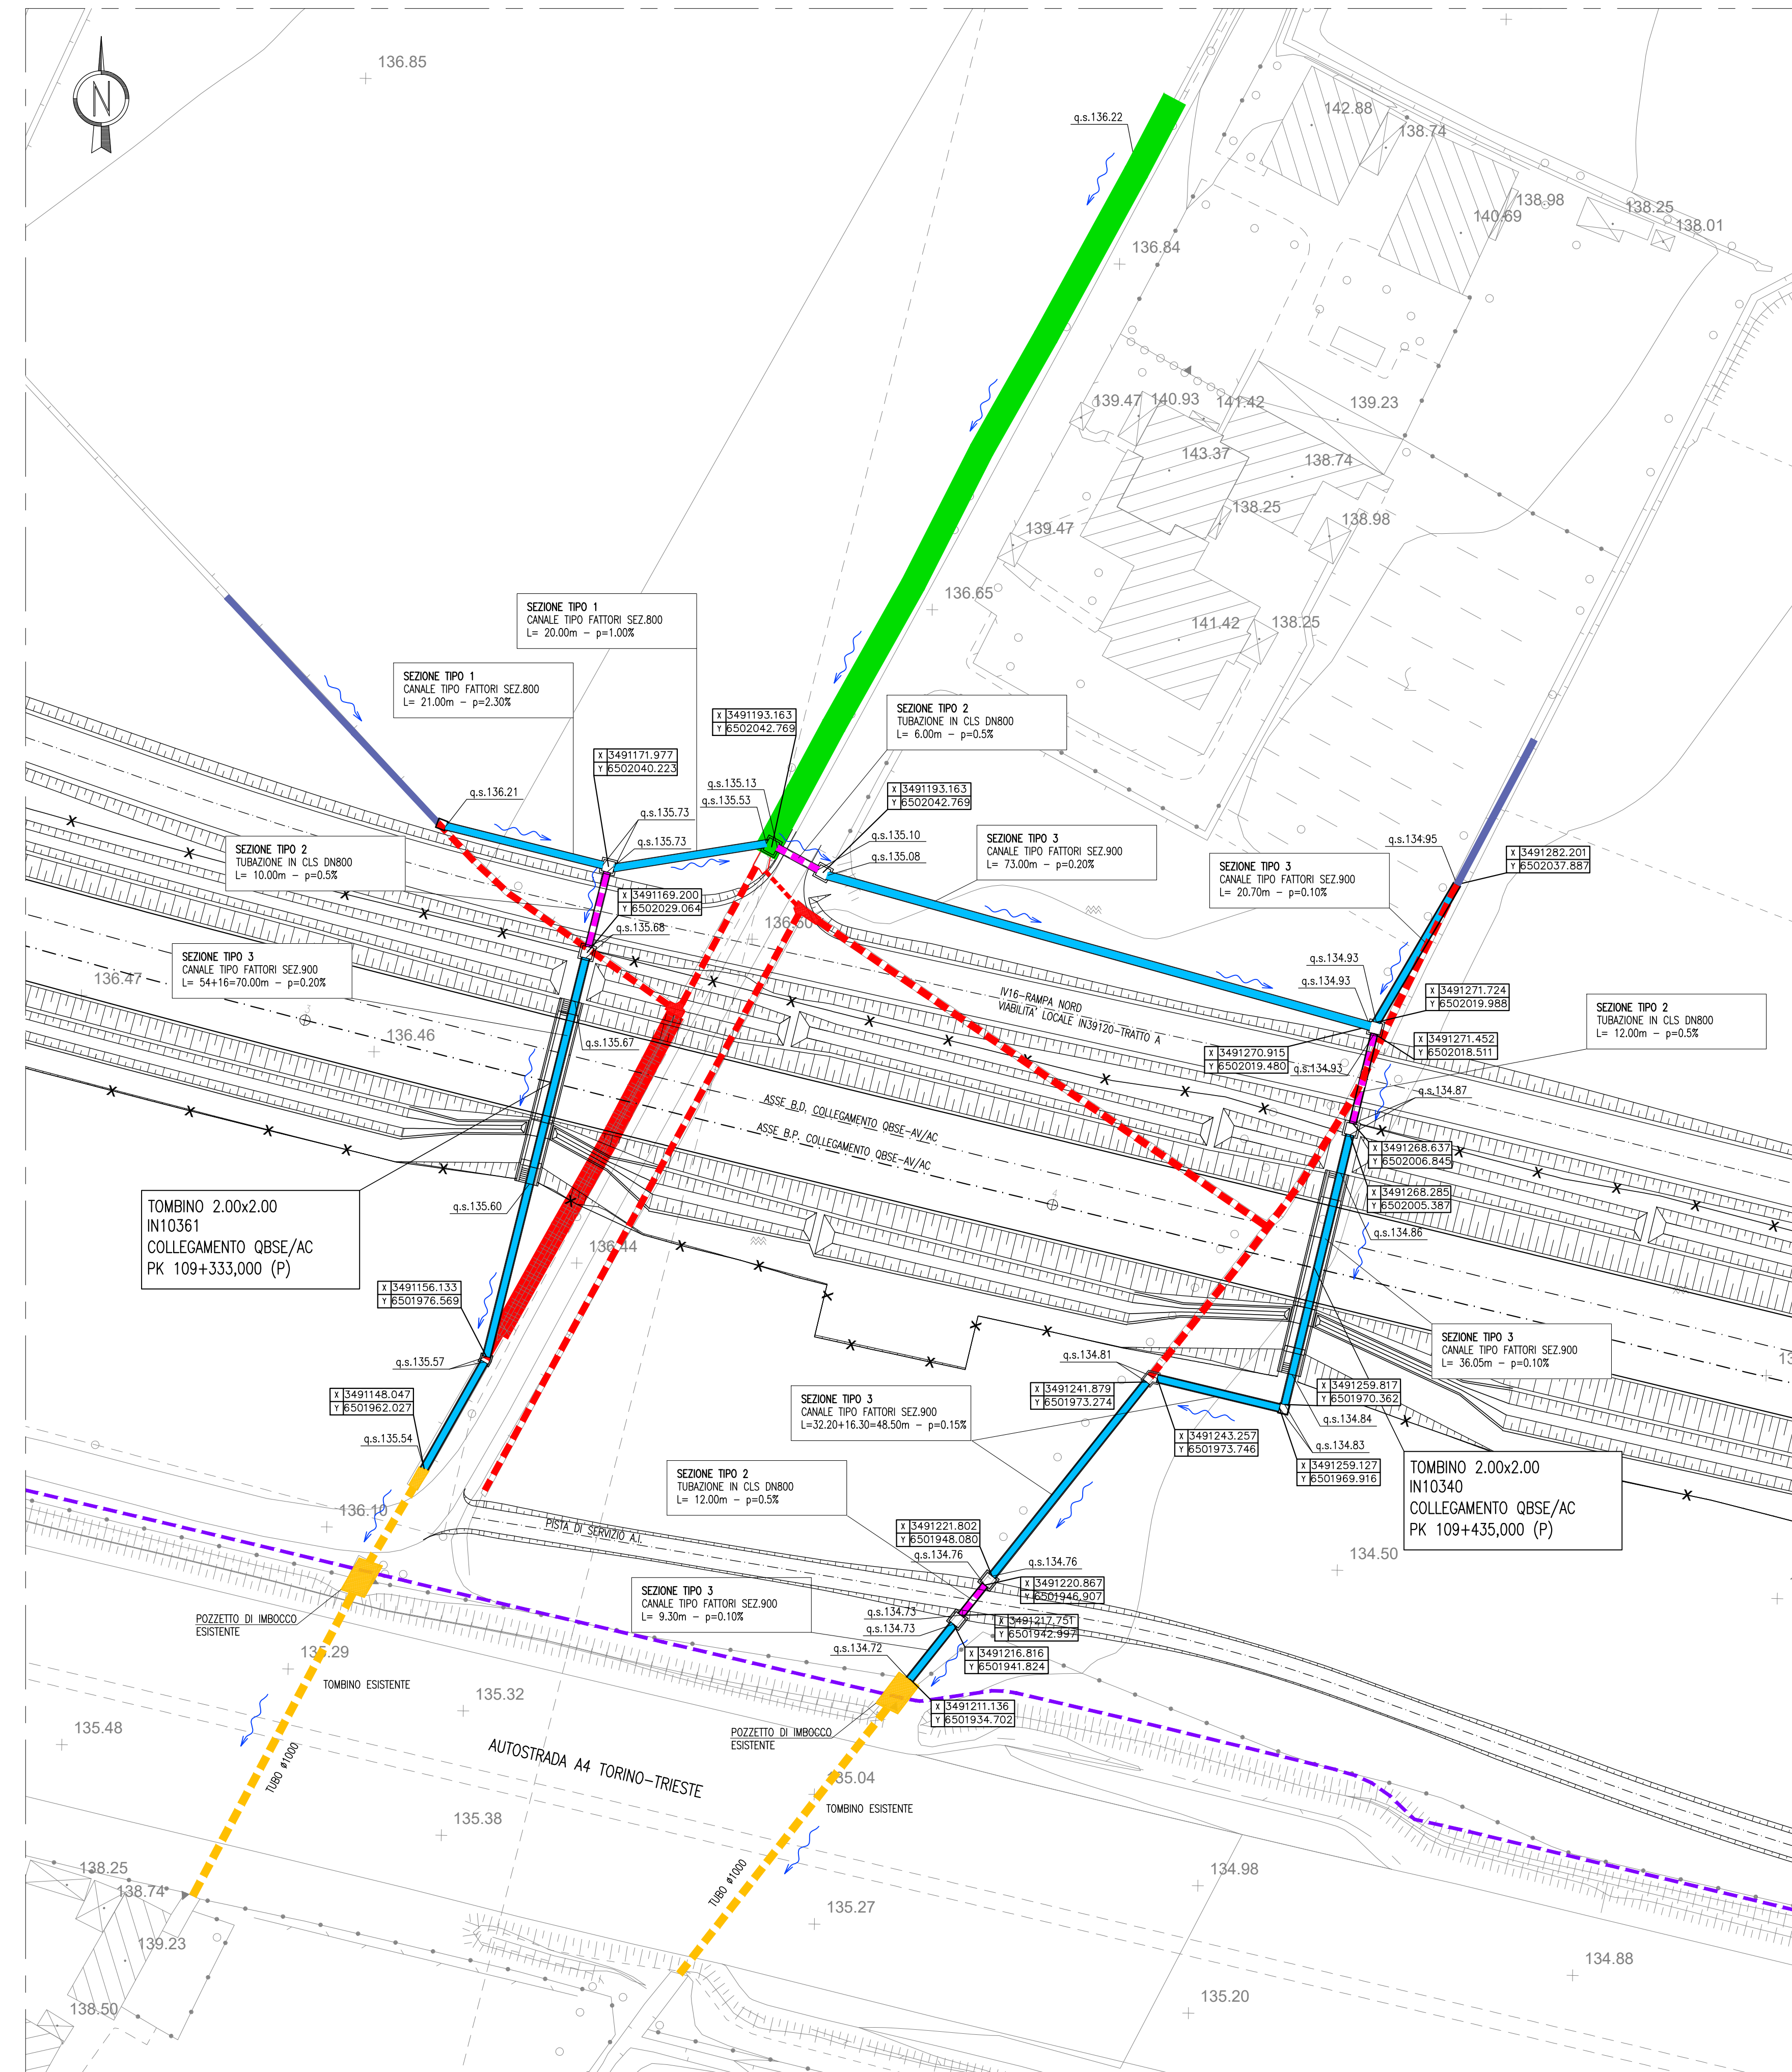 136.85
N
q.s.136.22
142.88
138.74
138.98
140.69
138.25
138.01
136.84
139.47
140.93
141.42
139.23
143.37
138.74
138.25
138.98
139.47
136.65
141.42
138.25
SEZIONE TIPO 1
CANALE TIPO FATTORI SEZ.800
L= 20.00m – p=1.00%
SEZIONE TIPO 1
CANALE TIPO FATTORI SEZ.800
L= 21.00m – p=2.30%
X 3491193.163
Y 6502042.769
SEZIONE TIPO 2
TUBAZIONE IN CLS DN800
L= 6.00m – p=0.5%
X 3491171.977
Y 6502040.223
q.s.136.21
q.s.135.13
q.s.135.53
X 3491193.163
Y 6502042.769
q.s.135.73
q.s.135.73
q.s.135.10
q.s.135.08
SEZIONE TIPO 2
TUBAZIONE IN CLS DN800
L= 10.00m – p=0.5%
SEZIONE TIPO 3
CANALE TIPO FATTORI SEZ.900
L= 73.00m – p=0.20%
SEZIONE TIPO 3
CANALE TIPO FATTORI SEZ.900
L= 20.70m – p=0.10%
q.s.134.95
X 3491282.201
Y 6502037.887
X 3491169.200
Y 6502029.064
q.s.135.68
136.60
SEZIONE TIPO 3
CANALE TIPO FATTORI SEZ.900
L= 54+16=70.00m – p=0.20%
136.47
q.s.134.93
q.s.134.93
X 3491271.724
Y 6502019.988
IV16–RAMPA NORD
VIABILITA' LOCALE IN39120–TRATTO A
SEZIONE TIPO 2
TUBAZIONE IN CLS DN800
L= 12.00m – p=0.5%
136.46
q.s.135.67
X 3491270.915
Y 6502019.480
q.s.134.93
X 3491271.452
Y 6502018.511
q.s.134.87
ASSE B.D. COLLEGAMENTO QBSE–AV/AC
ASSE B.P. COLLEGAMENTO QBSE–AV/AC
X 3491268.637
Y 6502006.845
X 3491268.285
Y 6502005.387
q.s.134.86
TOMBINO 2.00x2.00
IN10361
COLLEGAMENTO QBSE/AC
PK 109+333,000 (P)
q.s.135.60
136.44
X 3491156.133
Y 6501976.569
q.s.135.57
q.s.134.81
SEZIONE TIPO 3
CANALE TIPO FATTORI SEZ.900
L= 36.05m – p=0.10%
X 3491148.047
Y 6501962.027
SEZIONE TIPO 3
CANALE TIPO FATTORI SEZ.900
L=32.20+16.30=48.50m – p=0.15%
X 3491241.879
Y 6501973.274
X 3491259.817
Y 6501970.362
q.s.134.84
q.s.135.54
X 3491243.257
Y 6501973.746
q.s.134.83
X 3491259.127
Y 6501969.916
TOMBINO 2.00x2.00
IN10340
COLLEGAMENTO QBSE/AC
PK 109+435,000 (P)
SEZIONE TIPO 2
TUBAZIONE IN CLS DN800
L= 12.00m – p=0.5%
136.10
PISTA DI SERVIZIO A.I.
X 3491221.802
Y 6501948.080
q.s.134.76
q.s.134.76
134.50
SEZIONE TIPO 3
CANALE TIPO FATTORI SEZ.900
L= 9.30m – p=0.10%
X 3491220.867
Y 6501946.907
q.s.134.73
q.s.134.73
X 3491217.751
Y 6501942.997
POZZETTO DI IMBOCCO
ESISTENTE
q.s.134.72
X 3491216.816
Y 6501941.824
135.29
TOMBINO ESISTENTE
135.32
X 3491211.136
Y 6501934.702
135.48
POZZETTO DI IMBOCCO
ESISTENTE
AUTOSTRADA A4 TORINO–TRIESTE
TUBO ø1000
135.04
TOMBINO ESISTENTE
135.38
138.25
138.74
TUBO ø1000
134.98
135.27
139.23
134.88
138.50
135.20